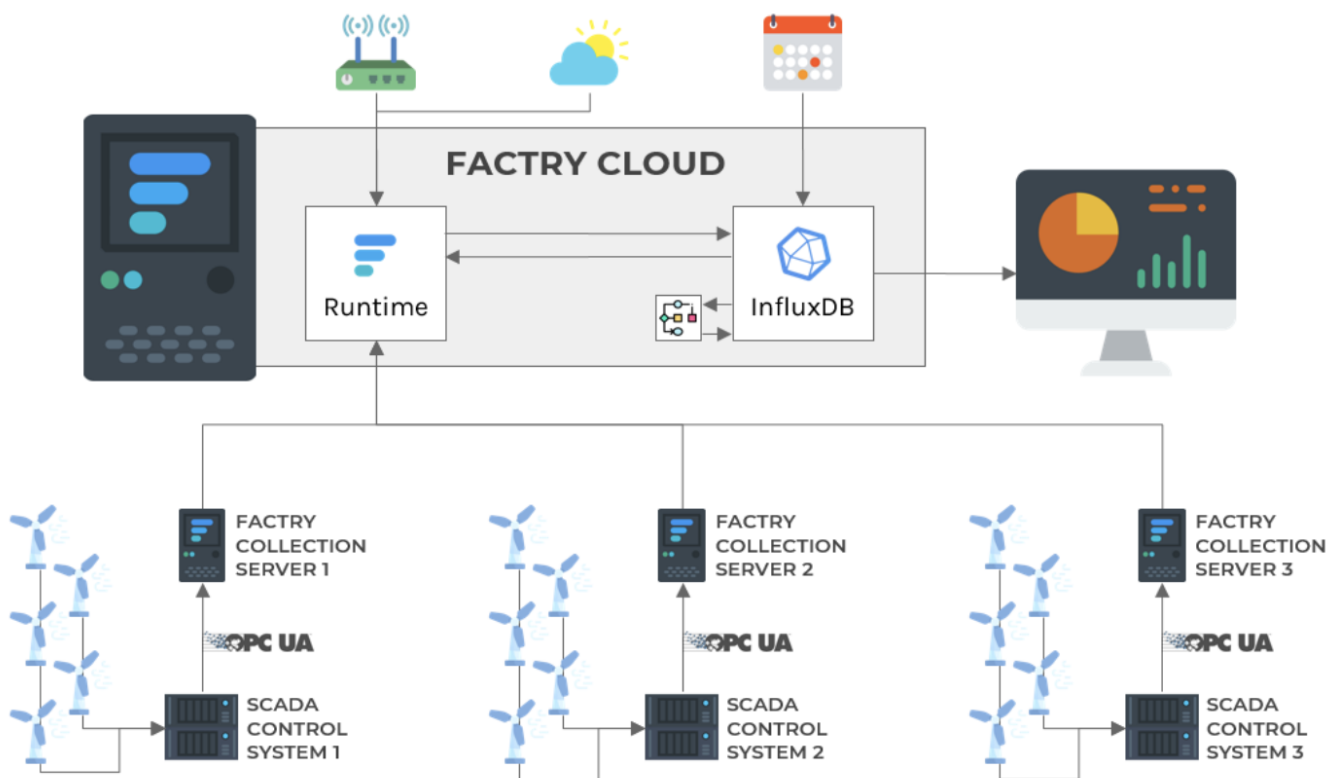 FACTRY CLOUD
Runtime
InfluxDB
FACTRY
COLLECTION
SERVER 1
FACTRY
COLLECTION
SERVER 2
FACTRY
COLLECTION
SERVER 3
OPC UA
OPC UA
OPC UA
SCADA
CONTROL
SYSTEM 1
SCADA
CONTROL
SYSTEM 2
SCADA
CONTROL
SYSTEM 3